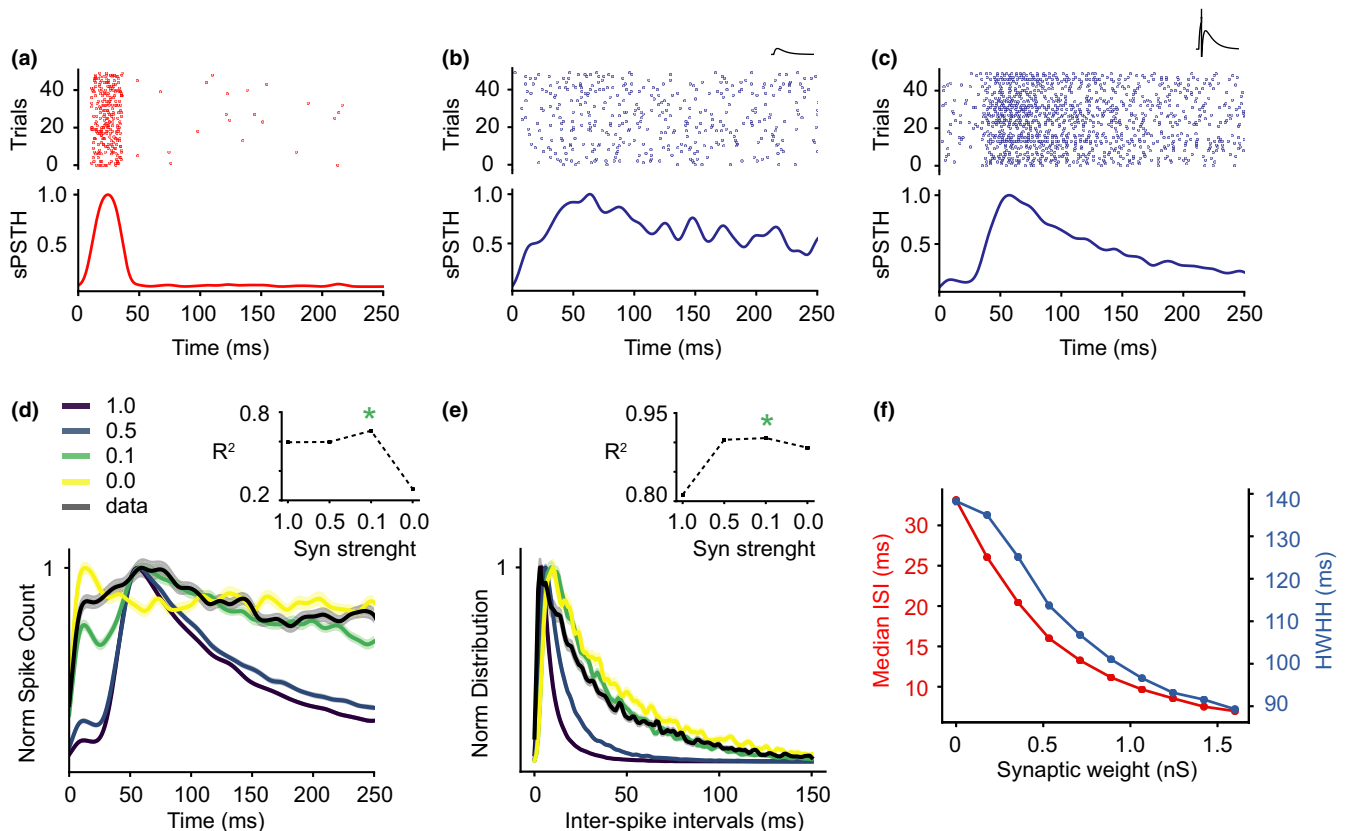 (a)
Trials
40
20
0
sPSTH
1.0
0.5
0 50 100 150 200 250
Time (ms)
(b)
Trials
40
20
0
sPSTH
1.0
0.5
0 50 100 150 200 250
Time (ms)
(c)
Trials
40
20
0
sPSTH
1.0
0.5
0 50 100 150 200 250
Time (ms)
(d)
1.0
0.5
0.1
0.0
data
R²
0.8
0.2
*
1.0 0.5 0.1 0.0
Syn strenght
Norm Spike Count
1
0 50 100 150 200 250
Time (ms)
(e)
R²
0.95
0.80
*
1.0 0.5 0.1 0.0
Syn strenght
Norm Distribution
1
0 50 100 150
Inter-spike intervals (ms)
(f)
Median ISI (ms)
30
25
20
15
10
140
130
120
110
100
90
HWHH (ms)
0 0.5 1.0 1.5
Synaptic weight (nS)